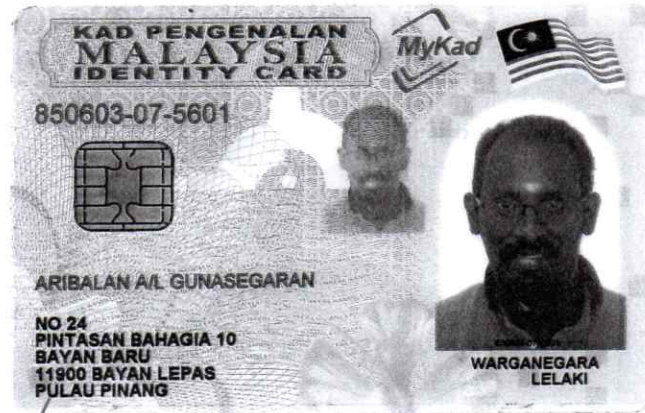 KAD PENGENALAN
MALAYSIA
IDENTITY CARD
MyKad
850603-07-5601
ARIBALAN A/L GUNASEGARAN
NO 24
PINTASAN BAHAGIA 10
BAYAN BARU
11900 BAYAN LEPAS
PULAU PINANG
WARGANEGARA
LELAKI